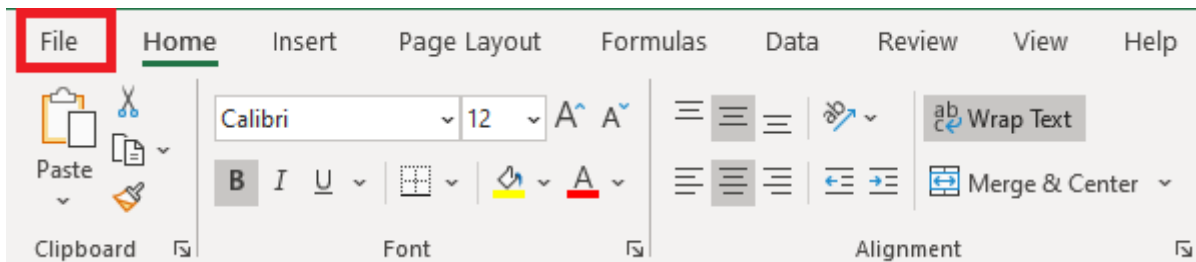 File Home Insert Page Layout Formulas Data Review View Help
Calibri 12 A A ab Wrap Text
Paste B I U A Merge & Center
Clipboard Font Alignment